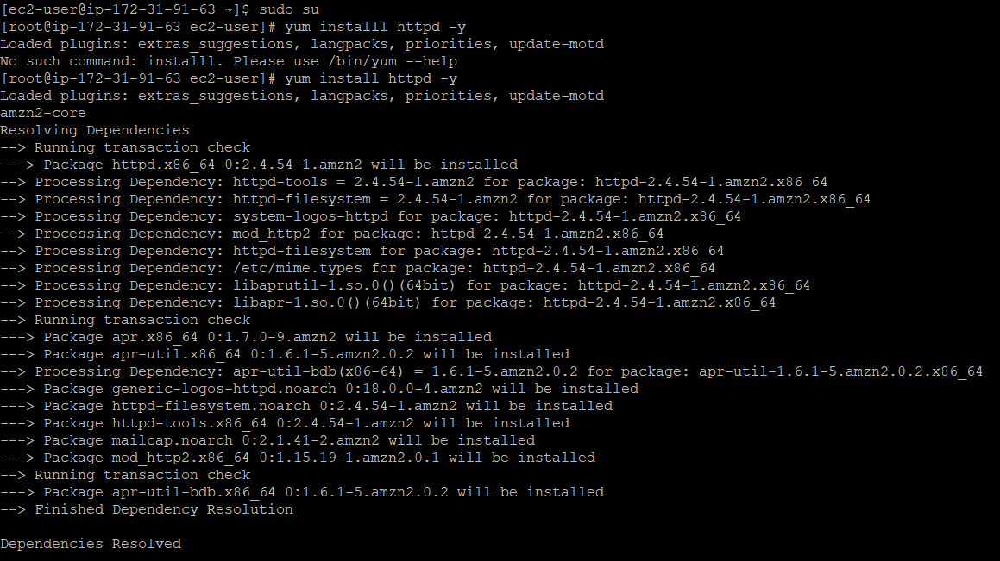 [ec2-user@ip-172-31-91-63 ~]$ sudo su
[root@ip-172-31-91-63 ec2-user]# yum installl httpd -y
Loaded plugins: extras_suggestions, langpacks, priorities, update-motd
No such command: installl. Please use /bin/yum --help
[root@ip-172-31-91-63 ec2-user]# yum install httpd -y
Loaded plugins: extras_suggestions, langpacks, priorities, update-motd
amzn2-core
Resolving Dependencies
--> Running transaction check
---> Package httpd.x86_64 0:2.4.54-1.amzn2 will be installed
--> Processing Dependency: httpd-tools = 2.4.54-1.amzn2 for package: httpd-2.4.54-1.amzn2.x86_64
--> Processing Dependency: httpd-filesystem = 2.4.54-1.amzn2 for package: httpd-2.4.54-1.amzn2.x86_64
--> Processing Dependency: system-logos-httpd for package: httpd-2.4.54-1.amzn2.x86_64
--> Processing Dependency: mod_http2 for package: httpd-2.4.54-1.amzn2.x86_64
--> Processing Dependency: httpd-filesystem for package: httpd-2.4.54-1.amzn2.x86_64
--> Processing Dependency: /etc/mime.types for package: httpd-2.4.54-1.amzn2.x86_64
--> Processing Dependency: libaprutil-1.so.0()(64bit) for package: httpd-2.4.54-1.amzn2.x86_64
--> Processing Dependency: libapr-1.so.0()(64bit) for package: httpd-2.4.54-1.amzn2.x86_64
--> Running transaction check
---> Package apr.x86_64 0:1.7.0-9.amzn2 will be installed
---> Package apr-util.x86_64 0:1.6.1-5.amzn2.0.2 will be installed
--> Processing Dependency: apr-util-bdb(x86-64) = 1.6.1-5.amzn2.0.2 for package: apr-util-1.6.1-5.amzn2.0.2.x86_64
---> Package generic-logos-httpd.noarch 0:18.0.0-4.amzn2 will be installed
---> Package httpd-filesystem.noarch 0:2.4.54-1.amzn2 will be installed
---> Package httpd-tools.x86_64 0:2.4.54-1.amzn2 will be installed
---> Package mailcap.noarch 0:2.1.41-2.amzn2 will be installed
---> Package mod_http2.x86_64 0:1.15.19-1.amzn2.0.1 will be installed
--> Running transaction check
---> Package apr-util-bdb.x86_64 0:1.6.1-5.amzn2.0.2 will be installed
--> Finished Dependency Resolution
Dependencies Resolved